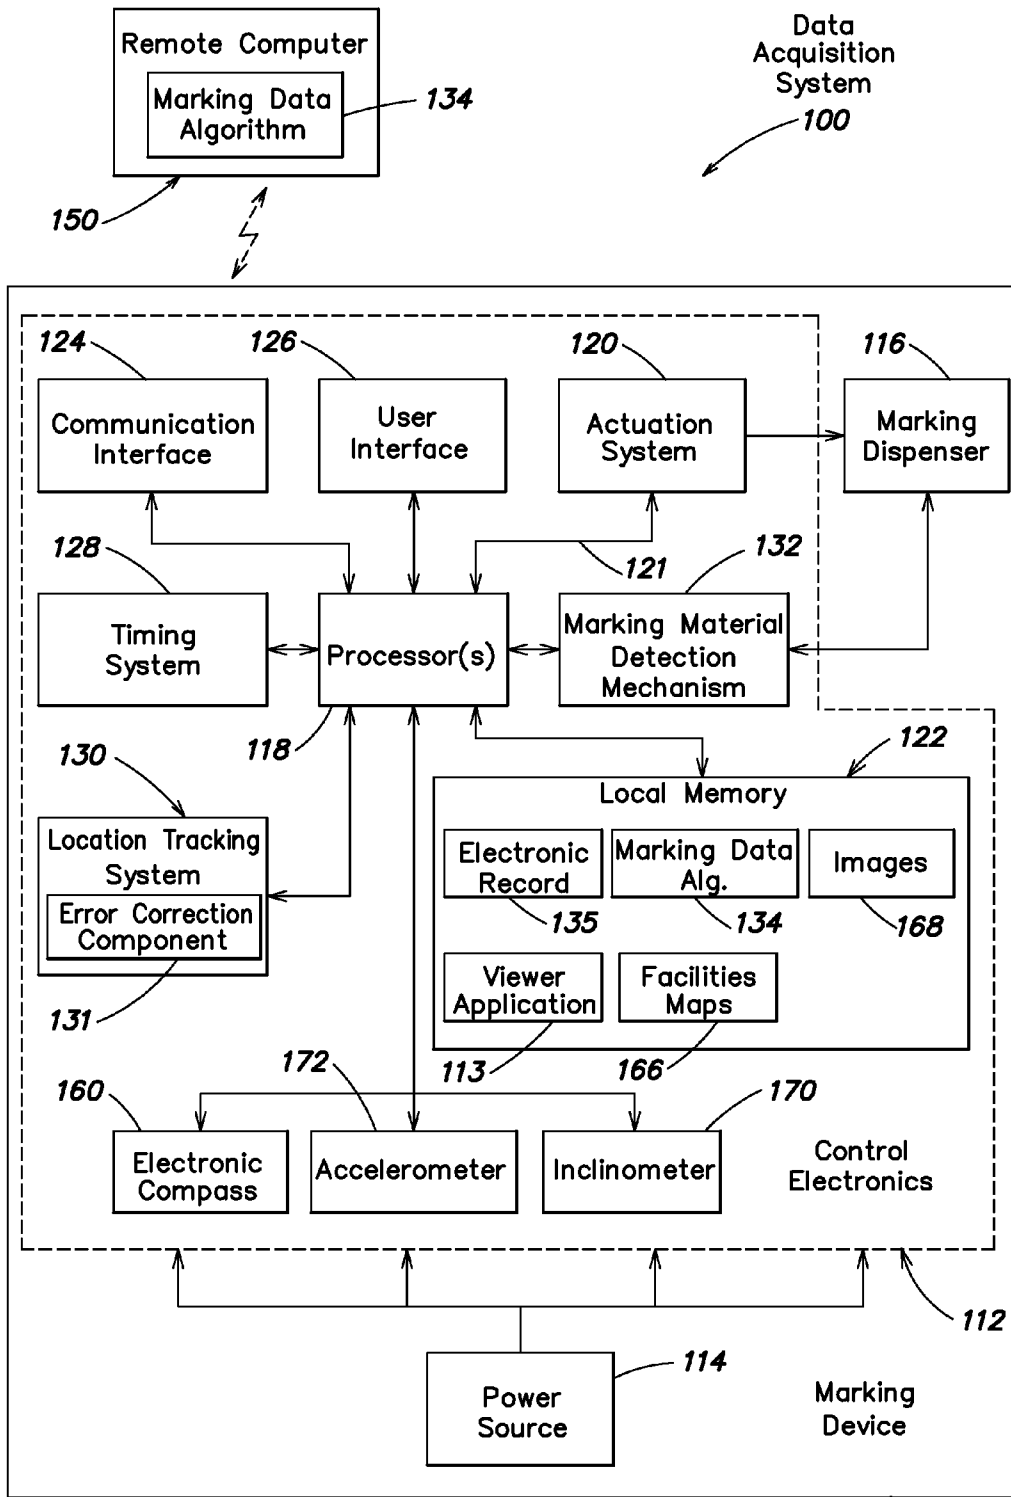 Remote Computer
Marking Data
Algorithm
134
150
Data
Acquisition
System
100
124
126
120
116
Communication
Interface
User
Interface
Actuation
System
Marking
Dispenser
128
121
132
Timing
System
Processor(s)
Marking Material
Detection
Mechanism
118
130
122
Location Tracking
System
Error Correction
Component
131
Local Memory
Electronic
Record
135
Marking Data
Alg.
134
Images
168
Viewer
Application
113
Facilities
Maps
166
160
172
170
Electronic
Compass
Accelerometer
Inclinometer
Control
Electronics
112
114
Power
Source
Marking
Device